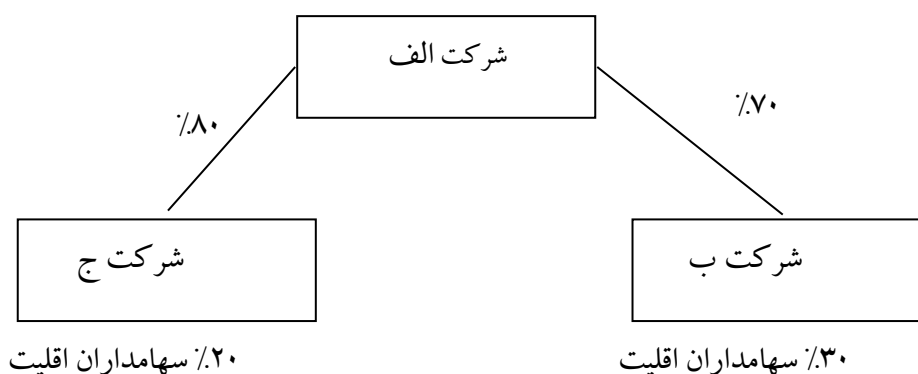 شرکت الف
٪۷۰
٪۸۰
شرکت ب
شرکت ج
۳۰٪ سهامداران اقلیت
۲۰٪ سهامداران اقلیت